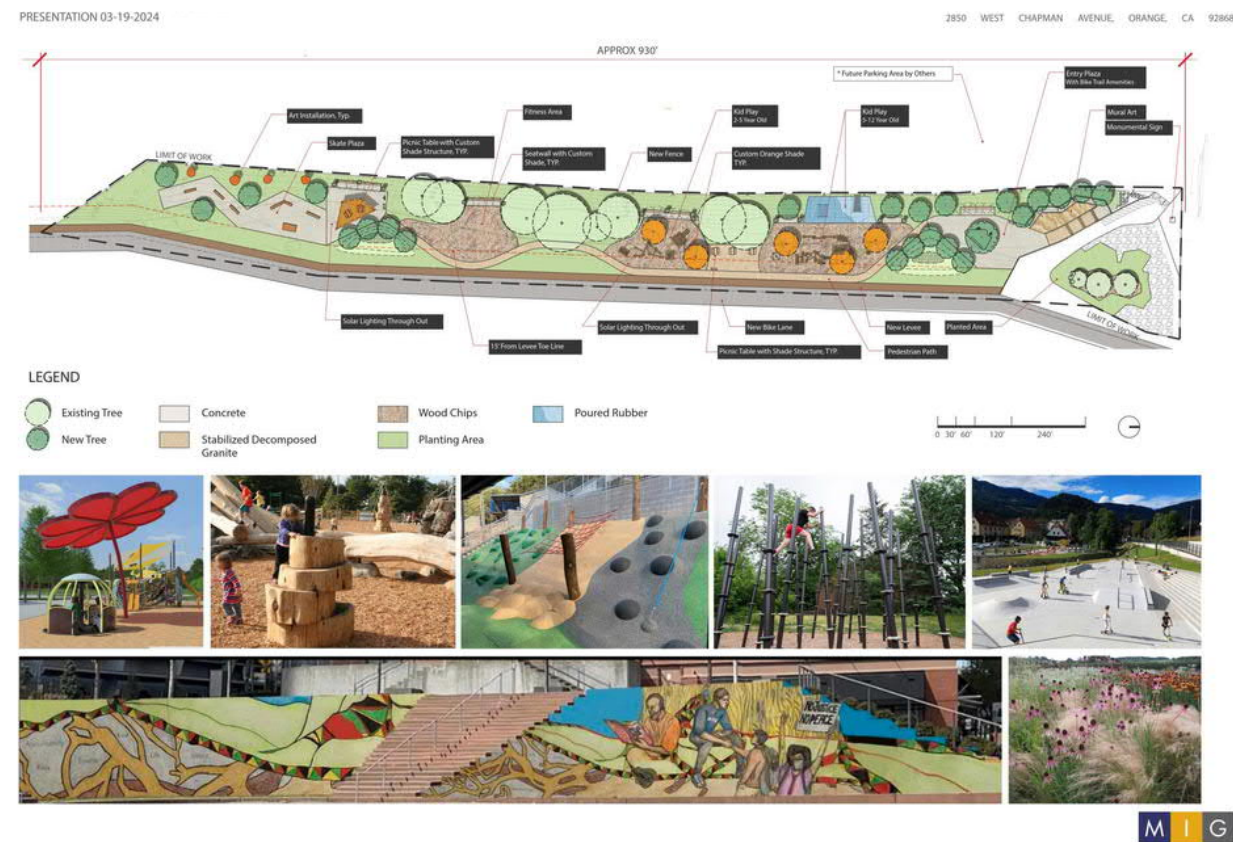 PRESENTATION 03-19-2024
2850 WEST CHAPMAN AVENUE, ORANGE, CA 92868
APPROX 930'
* Future Parking Area by Others
Entry Plaza
With Bike Trail Amenities
Art Installation, Typ.
Fitness Area
Kid Play
2-5 Year Old
Kid Play
5-12 Year Old
Mural Art
Monumental Sign
Skate Plaza
Picnic Table with Custom
Shade Structure, TYP.
Seatwall with Custom
Shade, TYP.
New Fence
Custom Orange Shade
TYP.
LIMIT OF WORK
Solar Lighting Through Out
15' From Levee Toe Line
Solar Lighting Through Out
New Bike Lane
Picnic Table with Shade Structure, TYP.
New Levee
Pedestrian Path
Planted Area
LIMIT OF WORK
LEGEND
Existing Tree
New Tree
Concrete
Stabilized Decomposed
Granite
Wood Chips
Planting Area
Poured Rubber
0 30' 60' 120' 240'
NO JUSTICE
NO PEACE
M I G